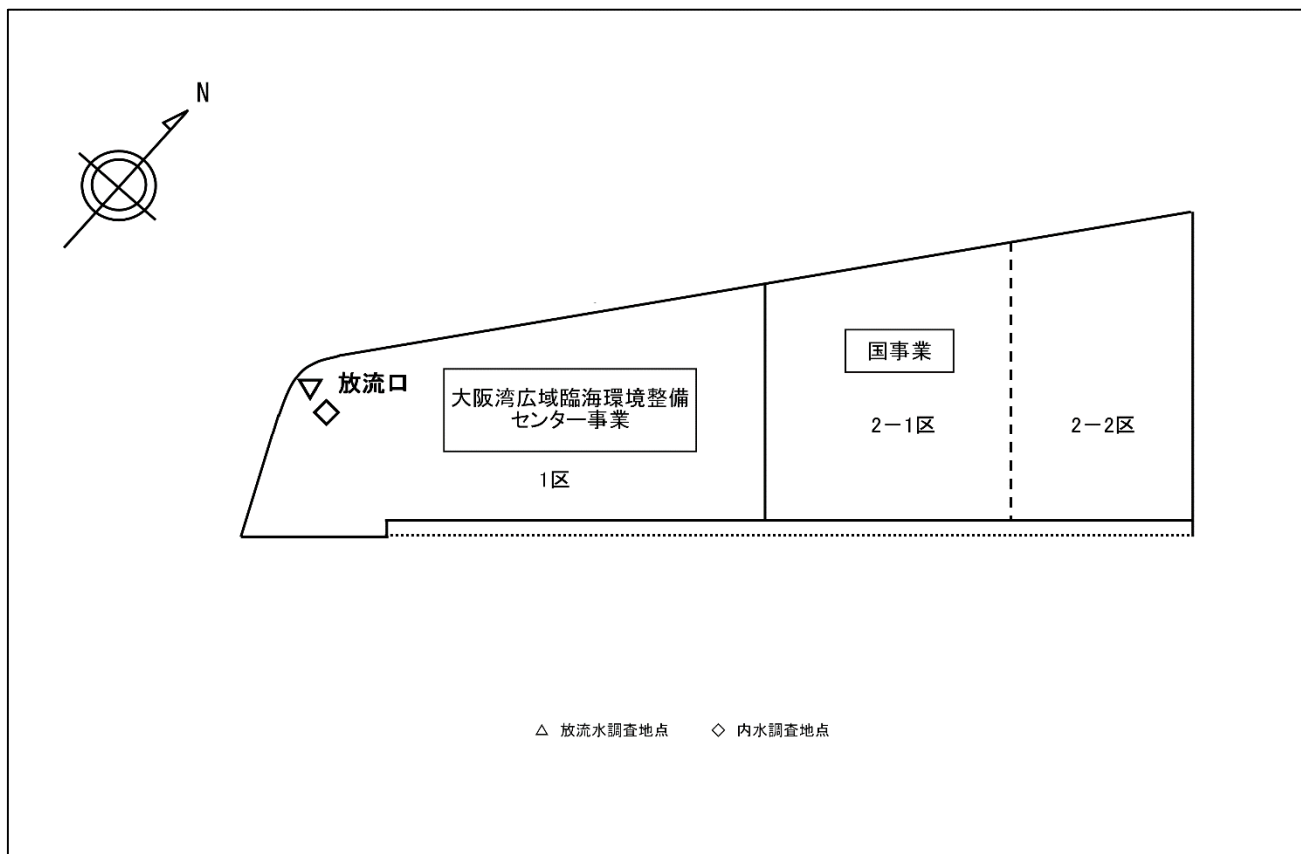 N
放流口
大阪湾広域臨海環境整備
センター事業
1区
国事業
2－1区
2－2区
△ 放流水調査地点 ◇ 内水調査地点